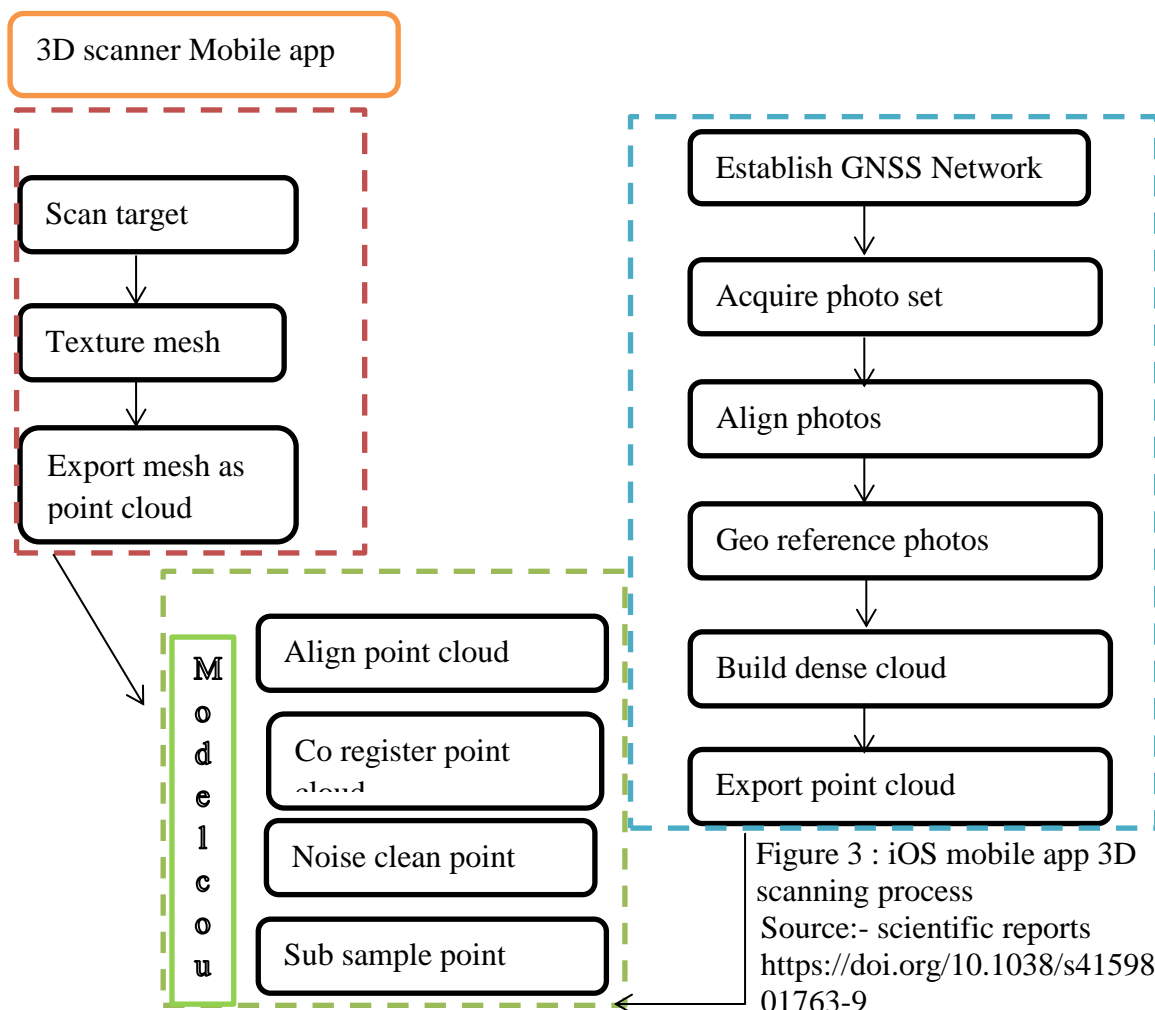 3D scanner Mobile app
Scan target
Texture mesh
Export mesh as
point cloud
Establish GNSS Network
Acquire photo set
Align photos
Geo reference photos
Build dense cloud
Export point cloud
M
o
d
e
l
c
o
u
Align point cloud
Co register point
cloud
Noise clean point
Sub sample point
Figure 3 : iOS mobile app 3D
scanning process
Source:- scientific reports
https://doi.org/10.1038/s41598
01763-9